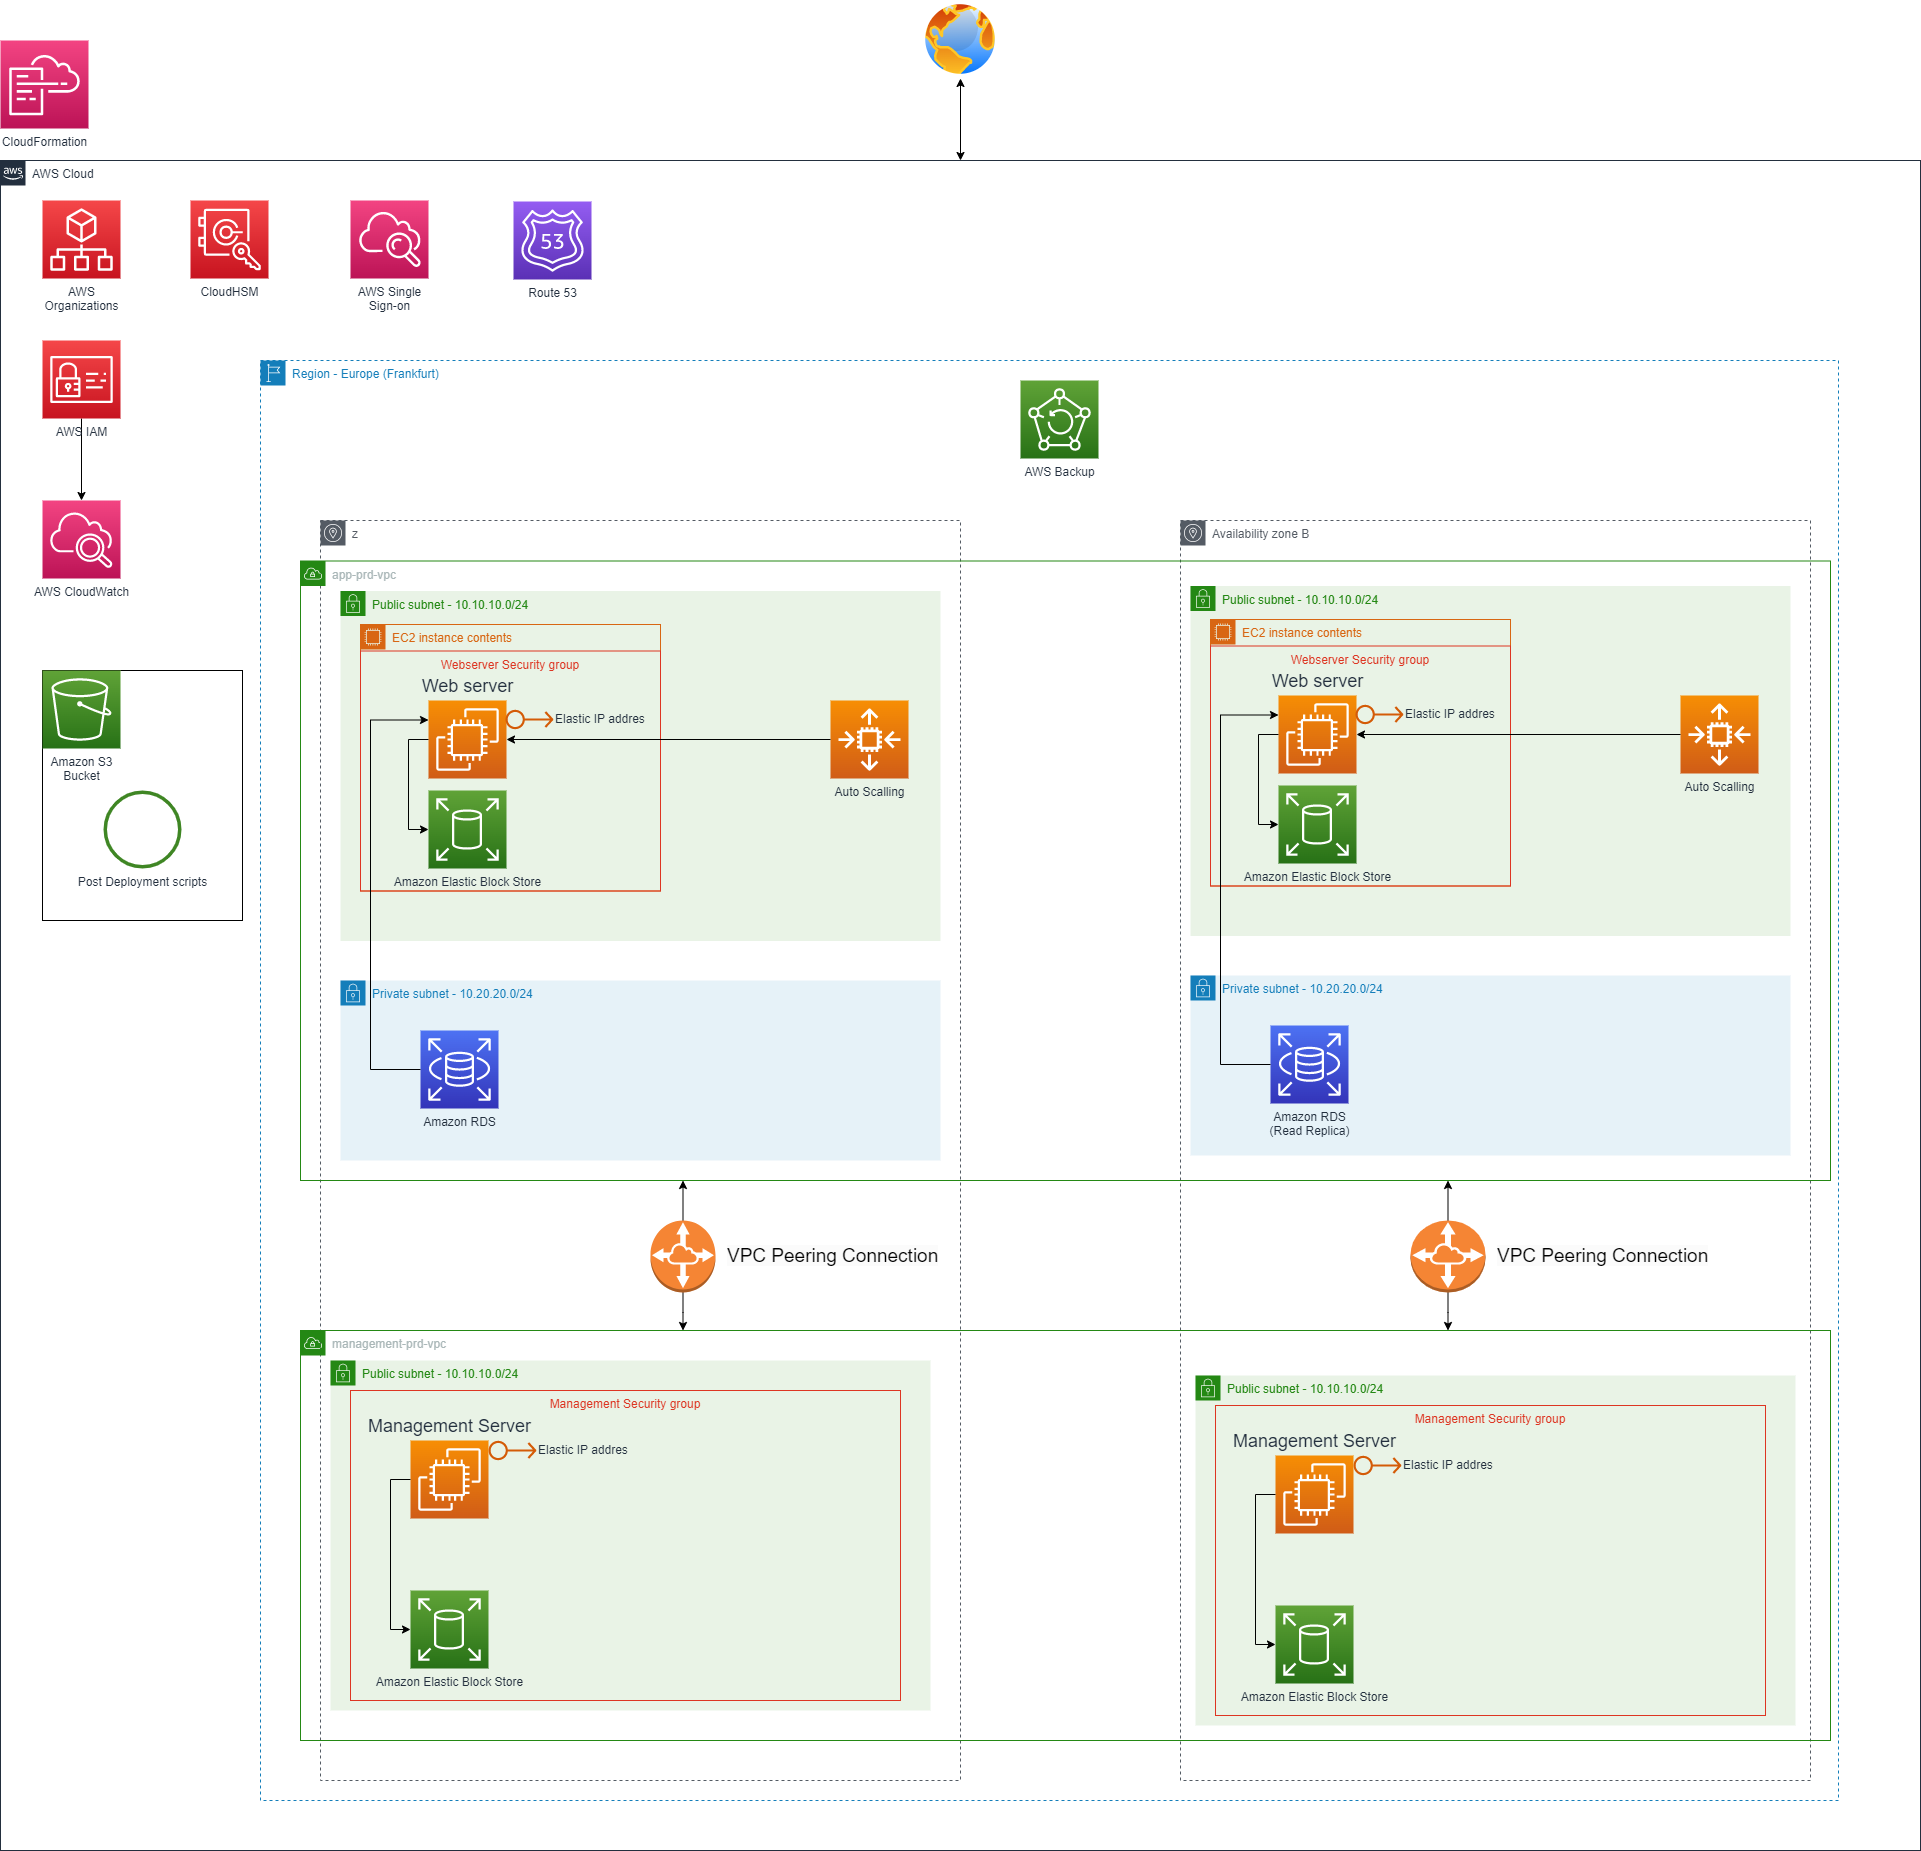 CloudFormation
aws
AWS Cloud
AWS
Organizations
CloudHSM
AWS Single
Sign-on
53
Route 53
AWS IAM
AWS CloudWatch
Amazon S3
Bucket
Post Deployment scripts
Region - Europe (Frankfurt)
AWS Backup
z
Availability zone B
app-prd-vpc
Public subnet - 10.10.10.0/24
EC2 instance contents
Webserver Security group
Web server
Elastic IP addres
Auto Scalling
Amazon Elastic Block Store
Public subnet - 10.10.10.0/24
EC2 instance contents
Webserver Security group
Web server
Elastic IP addres
Auto Scalling
Amazon Elastic Block Store
Private subnet - 10.20.20.0/24
Amazon RDS
Private subnet - 10.20.20.0/24
Amazon RDS
(Read Replica)
VPC Peering Connection
VPC Peering Connection
management-prd-vpc
Public subnet - 10.10.10.0/24
Management Security group
Management Server
Elastic IP addres
Amazon Elastic Block Store
Public subnet - 10.10.10.0/24
Management Security group
Management Server
Elastic IP addres
Amazon Elastic Block Store